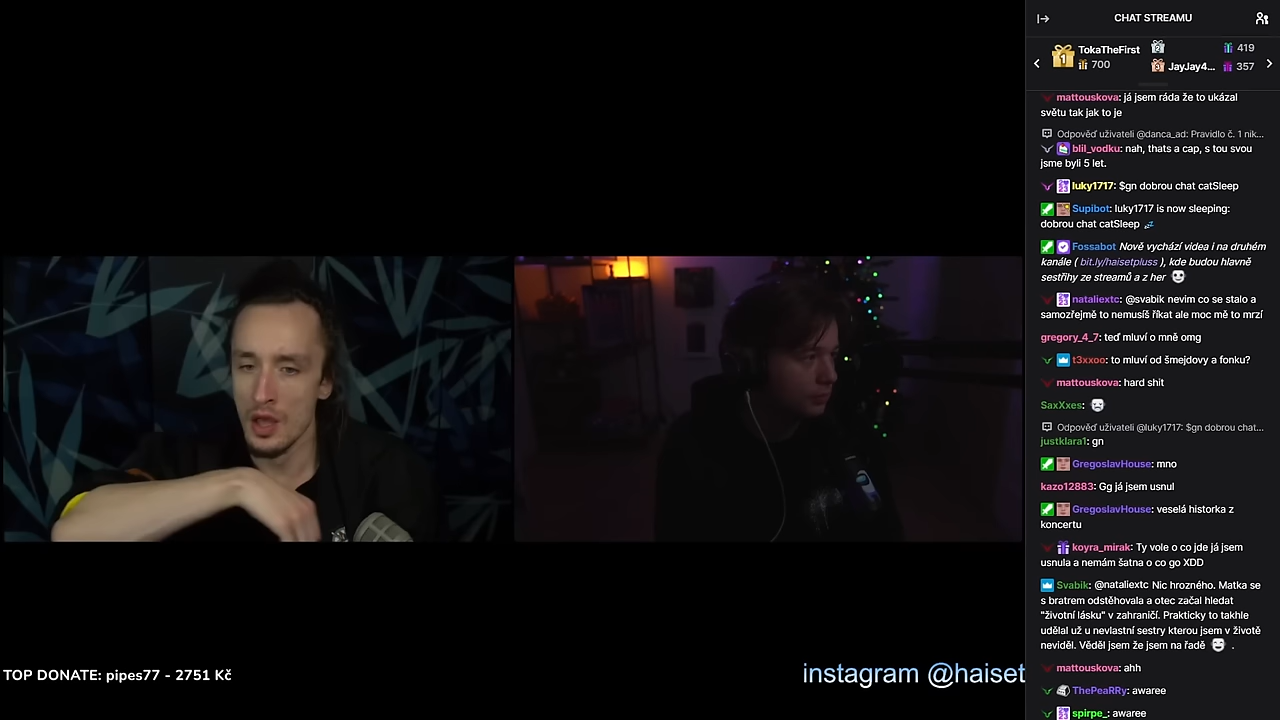 CHAT STREAMU
TokaTheFirst
700
419
JayJay4...
357
mattouskova: já jsem ráda že to ukázal
světu tak jak to je
Odpověď uživateli @danca_ad: Pravidlo č. 1 nik...
blil_vodku: nah, thats a cap, s tou svou
jsme byli 5 let.
luky1717: $gn dobrou chat catSleep
Supibot: luky1717 is now sleeping:
dobrou chat catSleep
Fossabot Nově vychází videa i na druhém
kanále ( bit.ly/haisetpluss ), kde budou hlavně
sestřihy ze streamů a z her
nataliextc: @svabik nevim co se stalo a
samozřejmě to nemusíš říkat ale moc mě to mrzí
gregory_4_7: teď mluví o mně omg
t3xxoo: to mluví od šmejdovy a fonku?
mattouskova: hard shit
SaxXxes:
Odpověď uživateli @luky1717: $gn dobrou chat...
justklara1: gn
GregoslavHouse: mno
kazo12883: Gg já jsem usnul
GregoslavHouse: veselá historka z
koncertu
koyra_mirak: Ty vole o co jde já jsem
usnula a nemám šatna o co go XDD
Svabik: @nataliextc Nic hrozného. Matka se
s bratrem odstěhovala a otec začal hledat
"životní lásku" v zahraničí. Prakticky to takhle
udělal už u nevlastní sestry kterou jsem v životě
neviděl. Věděl jsem že jsem na řadě .
mattouskova: ahh
ThePeaRRy: awaree
spirpe_: awaree
TOP DONATE: pipes77 - 2751 Kč
instagram @haiset